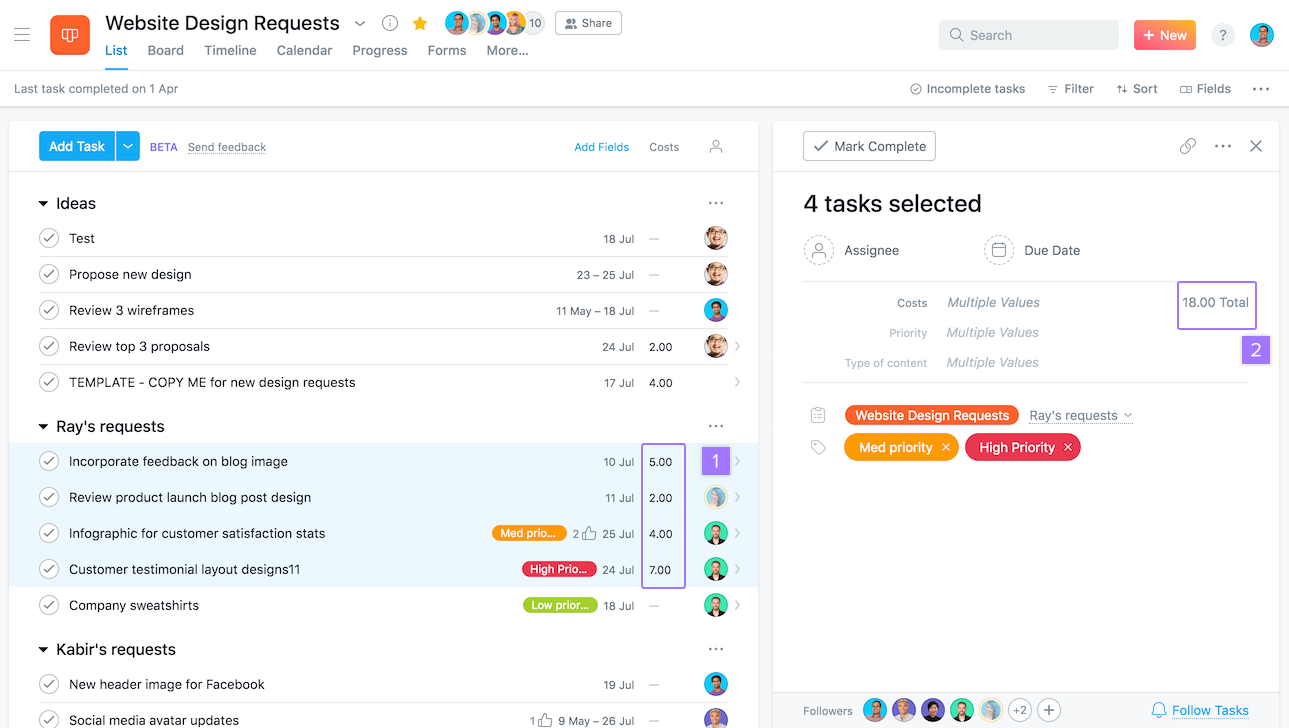 Website Design Requests
10
Share
List Board Timeline Calendar Progress Forms More...
Search
+ New
?
Last task completed on 1 Apr
Incomplete tasks Filter Sort Fields
Add Task BETA Send feedback Add Fields Costs
Ideas
Test 18 Jul —
Propose new design 23 – 25 Jul —
Review 3 wireframes 11 May – 18 Jul —
Review top 3 proposals 24 Jul 2.00
TEMPLATE - COPY ME for new design requests 17 Jul 4.00
Ray's requests
Incorporate feedback on blog image 10 Jul 5.00 1
Review product launch blog post design 11 Jul 2.00
Infographic for customer satisfaction stats Med prio... 2 25 Jul 4.00
Customer testimonial layout designs11 High Prio... 24 Jul 7.00
Company sweatshirts Low prior... 18 Jul —
Kabir's requests
New header image for Facebook 19 Jul —
Social media avatar updates 1 9 May – 26 Jul —
Mark Complete
4 tasks selected
Assignee Due Date
Costs Multiple Values 18.00 Total
Priority Multiple Values
2
Type of content Multiple Values
Website Design Requests Ray's requests
Med priority × High Priority ×
Followers +2 + Follow Tasks